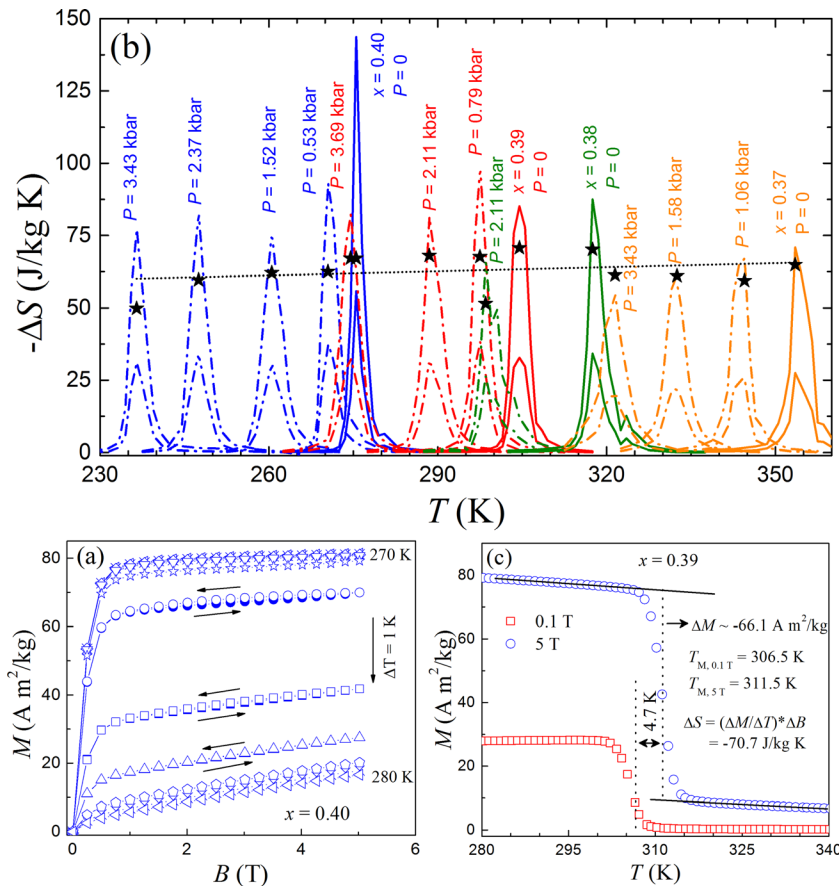 (b)
150
125
100
75
50
25
0
-ΔS (J/kg K)
P = 3.43 kbar
P = 2.37 kbar
P = 1.52 kbar
P = 0.53 kbar
P = 3.69 kbar
x = 0.40
P = 0
P = 2.11 kbar
P = 0.79 kbar
P = 2.11 kbar
x = 0.39
P = 0
x = 0.38
P = 0
P = 3.43 kbar
P = 1.58 kbar
P = 1.06 kbar
x = 0.37
P = 0
230 260 290 320 350
T (K)
(a)
80
60
40
20
0
M (A m²/kg)
270 K
ΔT = 1 K
280 K
x = 0.40
0 2 4 6
B (T)
(c)
x = 0.39
80
60
40
20
0
M (A m²/kg)
0.1 T
5 T
ΔM ~ -66.1 A m²/kg
T_M, 0.1 T = 306.5 K
T_M, 5 T = 311.5 K
4.7 K
ΔS = (ΔM/ΔT)*ΔB
= -70.7 J/kg K
280 295 310 325 340
T (K)